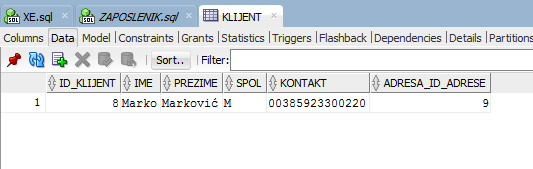 XE.sql ZAPOSLENIK.sql KLIJENT
Columns Data Model Constraints Grants Statistics Triggers Flashback Dependencies Details Partitions
Sort.. Filter:
ID_KLIJENT IME PREZIME SPOL KONTAKT ADRESA_ID_ADRESE
1 8 Marko Marković M 00385923300220 9